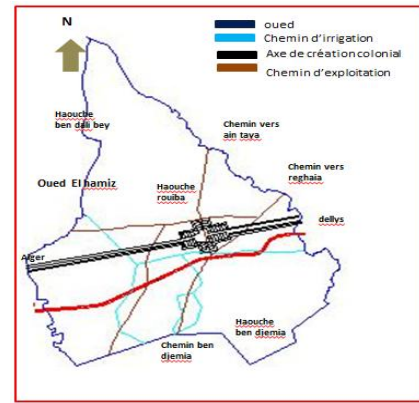 N
oued
Chemin d'irrigation
Axe de création colonial
Chemin d'exploitation
Haouche
ben dali bey
Chemin vers
ain taya
Chemin vers
reghaia
Oued El hamiz
Haouche
rouiba
dellys
Alger
Haouche
ben djemia
Chemin ben
djemia